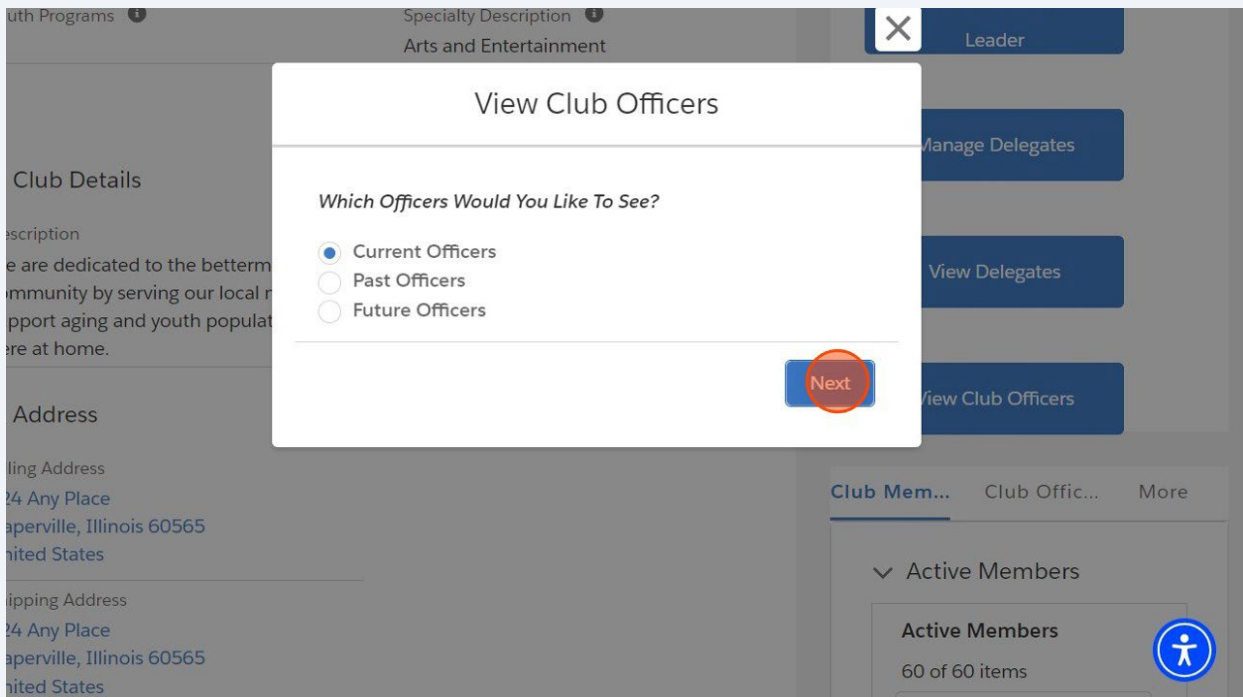 uth Programs
Specialty Description
Arts and Entertainment
Leader
View Club Officers
Manage Delegates
Club Details
Which Officers Would You Like To See?
escription
e are dedicated to the betterm
Current Officers
ommunity by serving our local
View Delegates
Past Officers
pport aging and youth populat
Future Officers
ere at home.
Next
View Club Officers
Address
ling Address
24 Any Place
aperville, Illinois 60565
nited States
Club Mem...
Club Offic...
More
Active Members
ipping Address
24 Any Place
aperville, Illinois 60565
nited States
Active Members
60 of 60 items